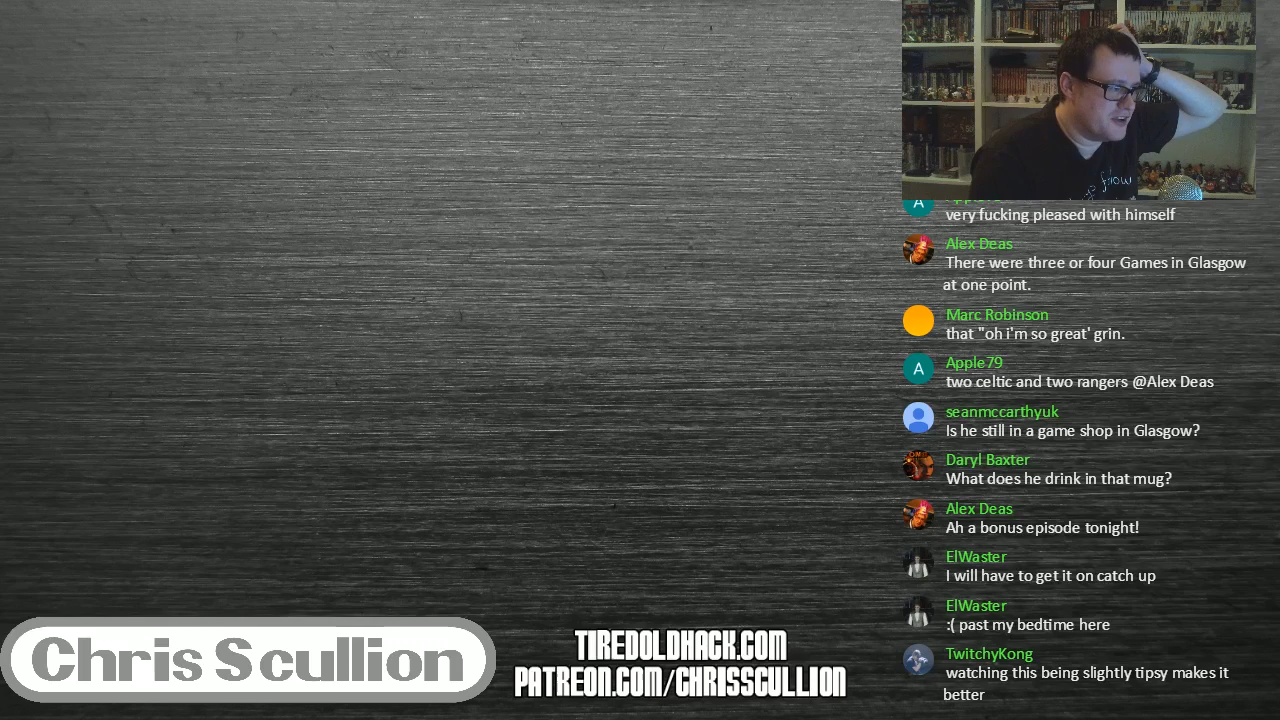 very fucking pleased with himself
Alex Deas
There were three or four Games in Glasgow
at one point.
Marc Robinson
that "oh i'm so great' grin.
A
Apple79
two celtic and two rangers @Alex Deas
seanmccarthyuk
Is he still in a game shop in Glasgow?
Daryl Baxter
What does he drink in that mug?
Alex Deas
Ah a bonus episode tonight!
ElWaster
I will have to get it on catch up
ElWaster
:( past my bedtime here
TwitchyKong
watching this being slightly tipsy makes it
better
Chris Scullion
TIREDOLDHACK.COM
PATREON.COM/CHRISSCULLION